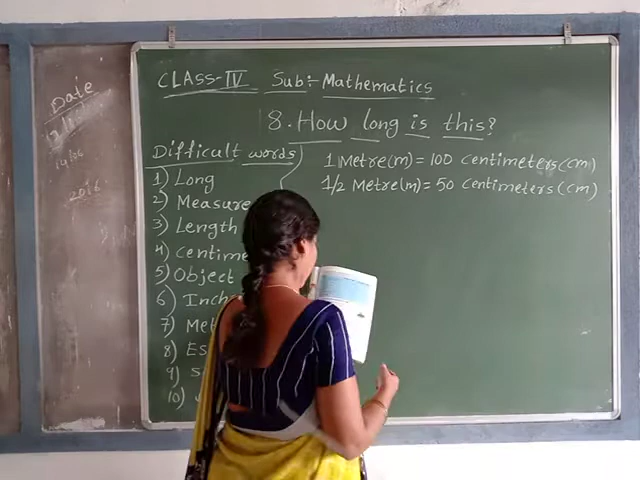 CLASS-IV Sub:- Mathematics
8. How long is this?
Difficult words
1) Long
2) Measure
3) Length
4) centime
5) Object
6) Inch
7) Met
8) Es
9) S
10)
1 Metre(m) = 100 centimeters(cm)
1/2 Metre(m) = 50 centimeters(cm)
Date
2016